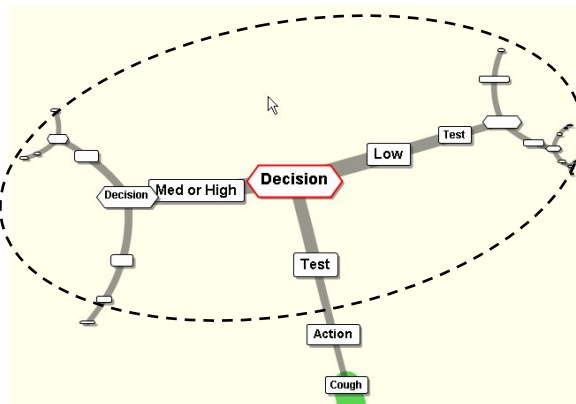 Test
Low
Decision
Med or High
Decision
Test
Action
Cough